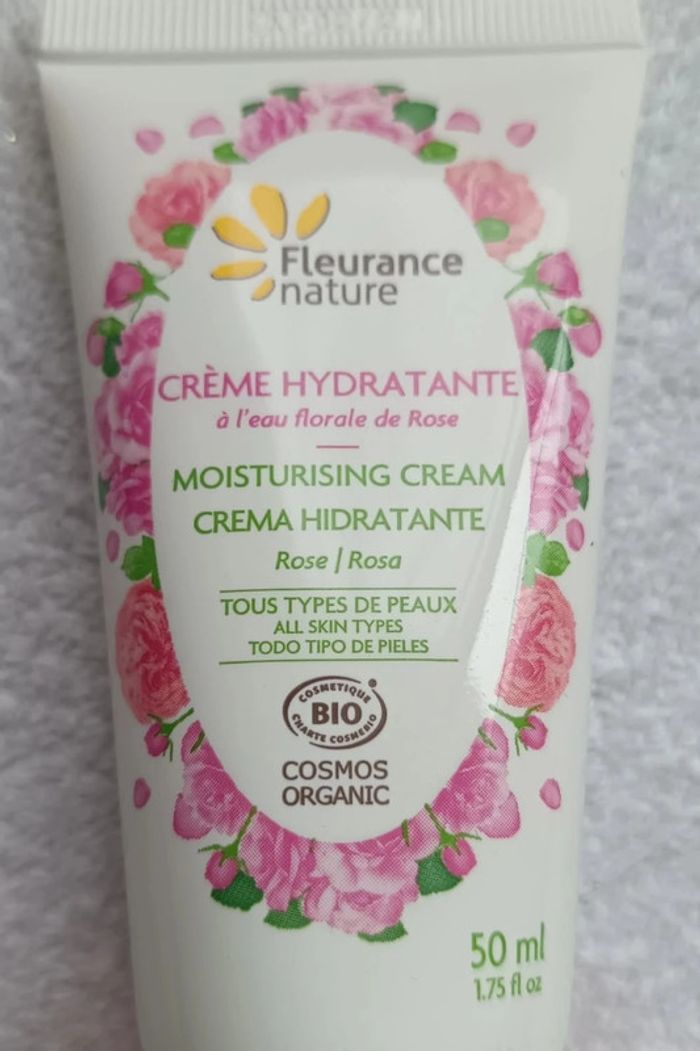 Fleurance
nature
CRÈME HYDRATANTE
à l'eau florale de Rose
MOISTURISING CREAM
CREMA HIDRATANTE
Rose | Rosa
TOUS TYPES DE PEAUX
ALL SKIN TYPES
TODO TIPO DE PIELES
COSMETIQUE
BIO
CHARTE COSMEBIO
COSMOS
ORGANIC
50 ml
1.75 fl oz